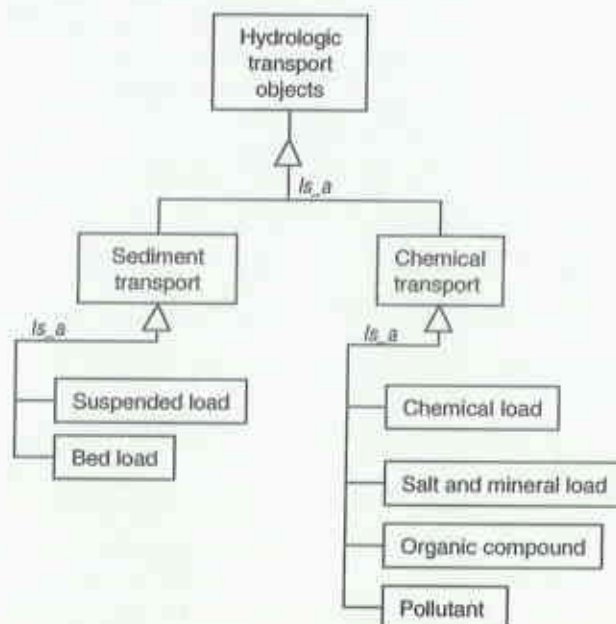 Hydrologic
transport
objects
Is_a
Sediment
transport
Chemical
transport
Is_a
Is_a
Suspended load
Bed load
Chemical load
Salt and mineral load
Organic compound
Pollutant